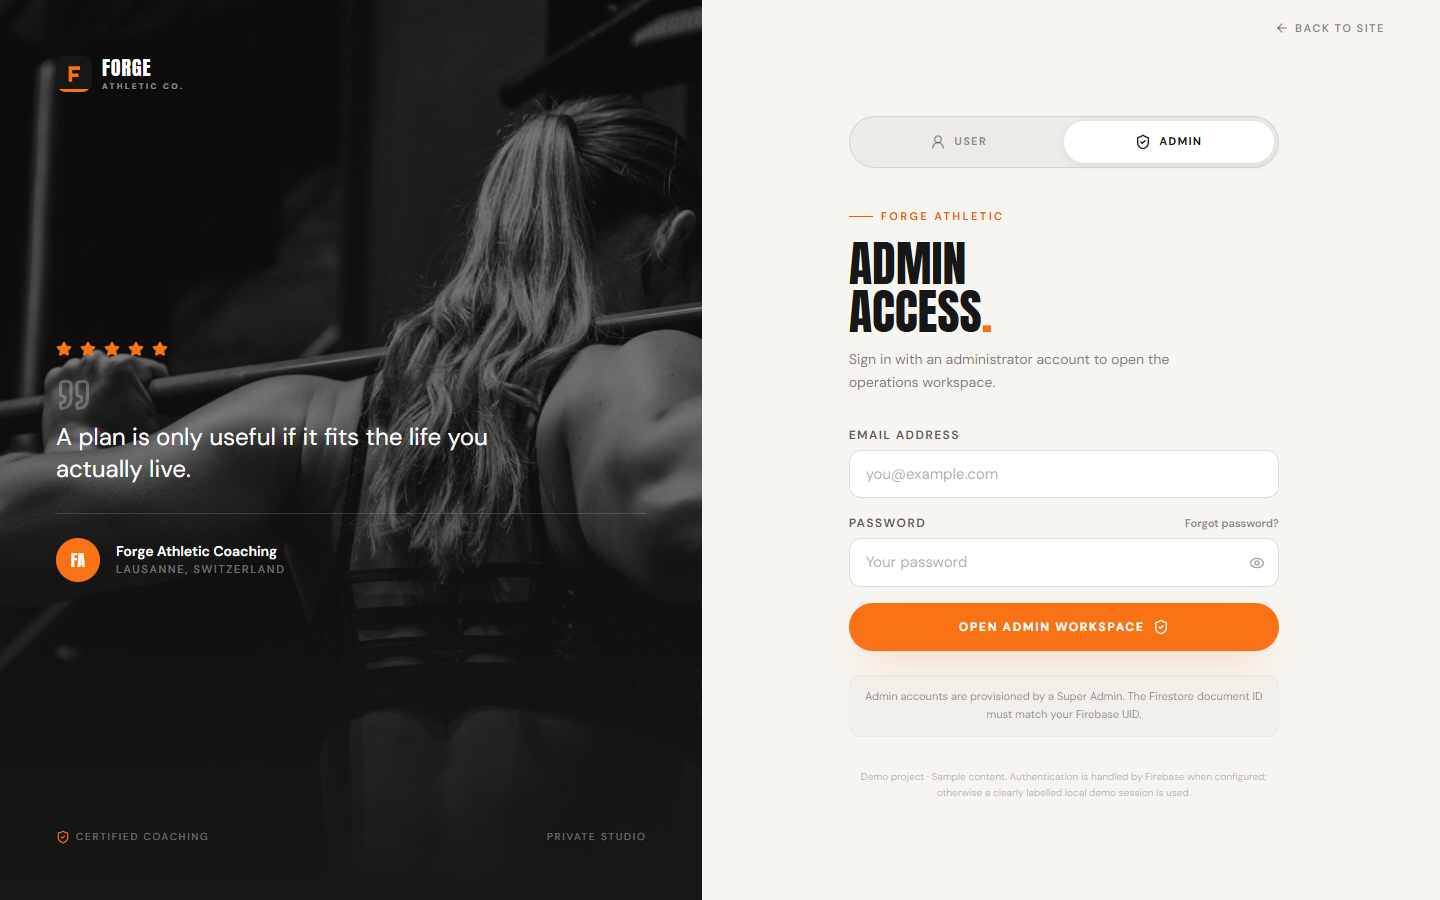 F
FORGE
ATHLETIC CO.
A plan is only useful if it fits the life you
actually live.
FA
Forge Athletic Coaching
LAUSANNE, SWITZERLAND
CERTIFIED COACHING
PRIVATE STUDIO
BACK TO SITE
USER
ADMIN
FORGE ATHLETIC
ADMIN
ACCESS.
Sign in with an administrator account to open the
operations workspace.
EMAIL ADDRESS
you@example.com
PASSWORD
Forgot password?
Your password
OPEN ADMIN WORKSPACE
Admin accounts are provisioned by a Super Admin. The Firestore document ID
must match your Firebase UID.
Demo project · Sample content. Authentication is handled by Firebase when configured;
otherwise a clearly labelled local demo session is used.